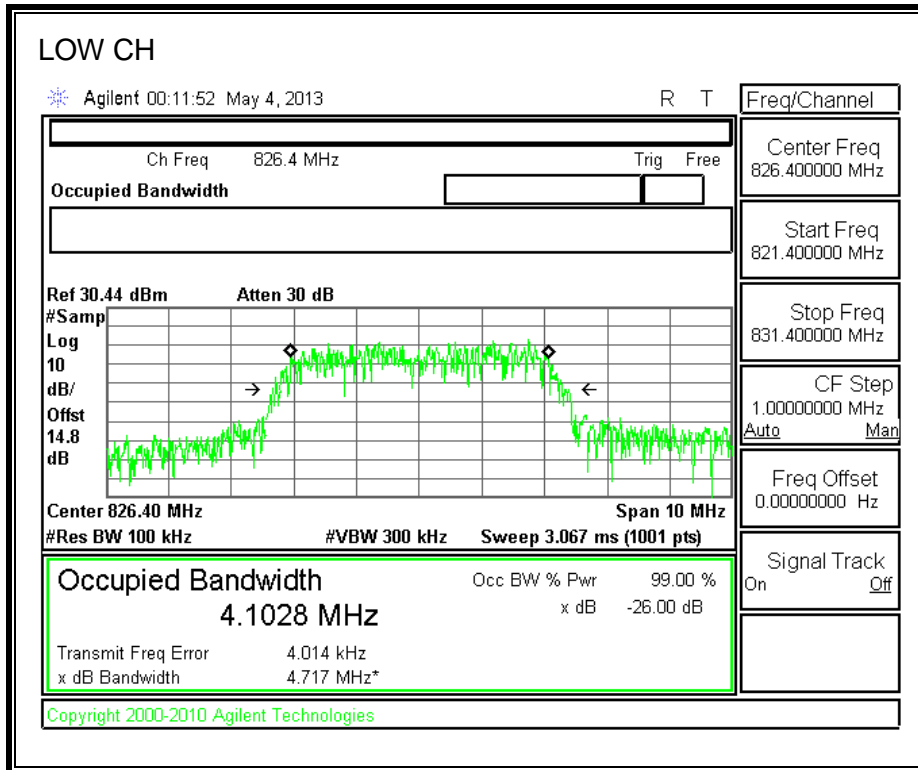 LOW CH
Agilent 00:11:52 May 4, 2013 R T
Freq/Channel
Ch Freq 826.4 MHz Trig Free
Occupied Bandwidth
Center Freq
826.400000 MHz
Start Freq
821.400000 MHz
Ref 30.44 dBm Atten 30 dB
#Samp
Log
10
dB/
Offst
14.8
dB
Stop Freq
831.400000 MHz
CF Step
1.00000000 MHz
Auto Man
Freq Offset
0.00000000 Hz
Center 826.40 MHz Span 10 MHz
#Res BW 100 kHz #VBW 300 kHz Sweep 3.067 ms (1001 pts)
Signal Track
On Off
Occupied Bandwidth
4.1028 MHz
Occ BW % Pwr 99.00 %
x dB -26.00 dB
Transmit Freq Error 4.014 kHz
x dB Bandwidth 4.717 MHz*
Copyright 2000-2010 Agilent Technologies